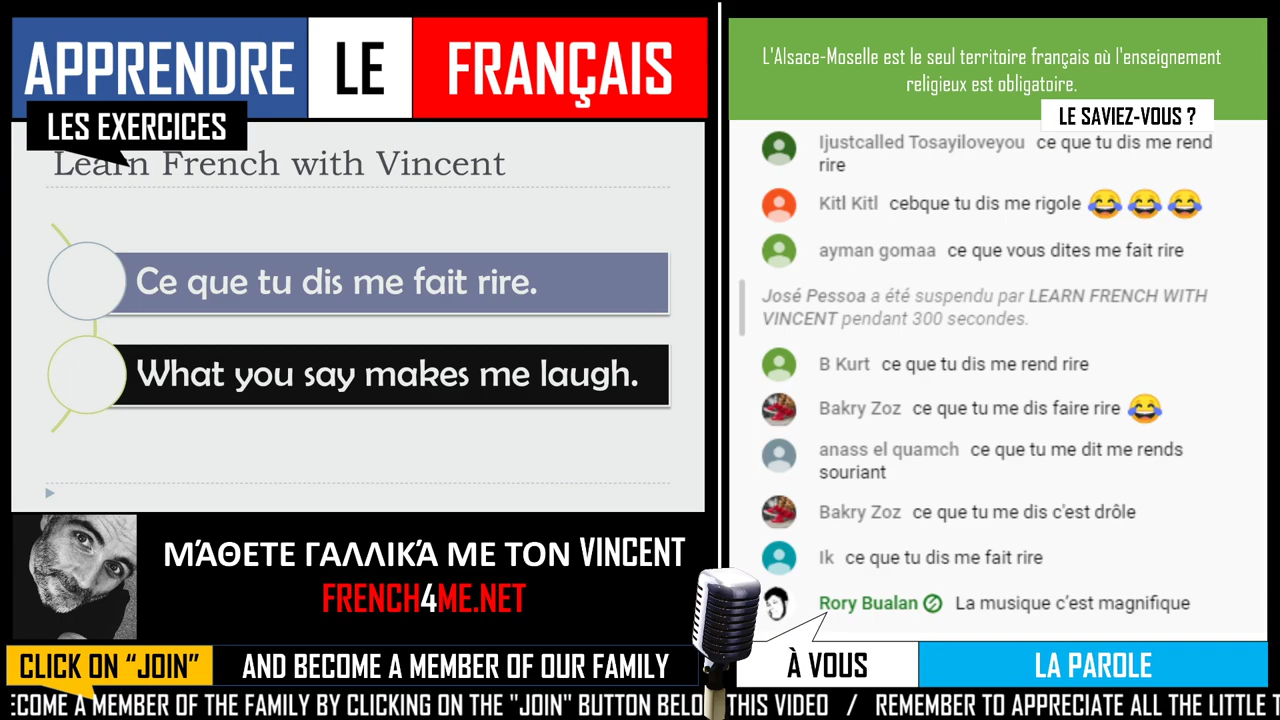 APPRENDRE LE FRANÇAIS
LES EXERCICES
Learn French with Vincent
Ce que tu dis me fait rire.
What you say makes me laugh.
ΜΆΘΕΤΕ ΓΑΛΛΙΚΆ ΜΕ ΤΟΝ VINCENT
FRENCH4ME.NET
L'Alsace-Moselle est le seul territoire français où l'enseignement
religieux est obligatoire.
LE SAVIEZ-VOUS ?
Ijustcalled Tosayiloveyou ce que tu dis me rend
rire
Kitl Kitl cebque tu dis me rigole 😂 😂 😂
ayman gomaa ce que vous dites me fait rire
José Pessoa a été suspendu par LEARN FRENCH WITH
VINCENT pendant 300 secondes.
B Kurt ce que tu dis me rend rire
Bakry Zoz ce que tu me dis faire rire 😂
anass el quamch ce que tu me dit me rends
souriant
Bakry Zoz ce que tu me dis c'est drôle
Ik ce que tu dis me fait rire
Rory Bualan La musique c'est magnifique
CLICK ON “JOIN” AND BECOME A MEMBER OF OUR FAMILY
À VOUS LA PAROLE
COME A MEMBER OF THE FAMILY BY CLICKING ON THE "JOIN" BUTTON BELO THIS VIDEO / REMEMBER TO APPRECIATE ALL THE LITTLE T